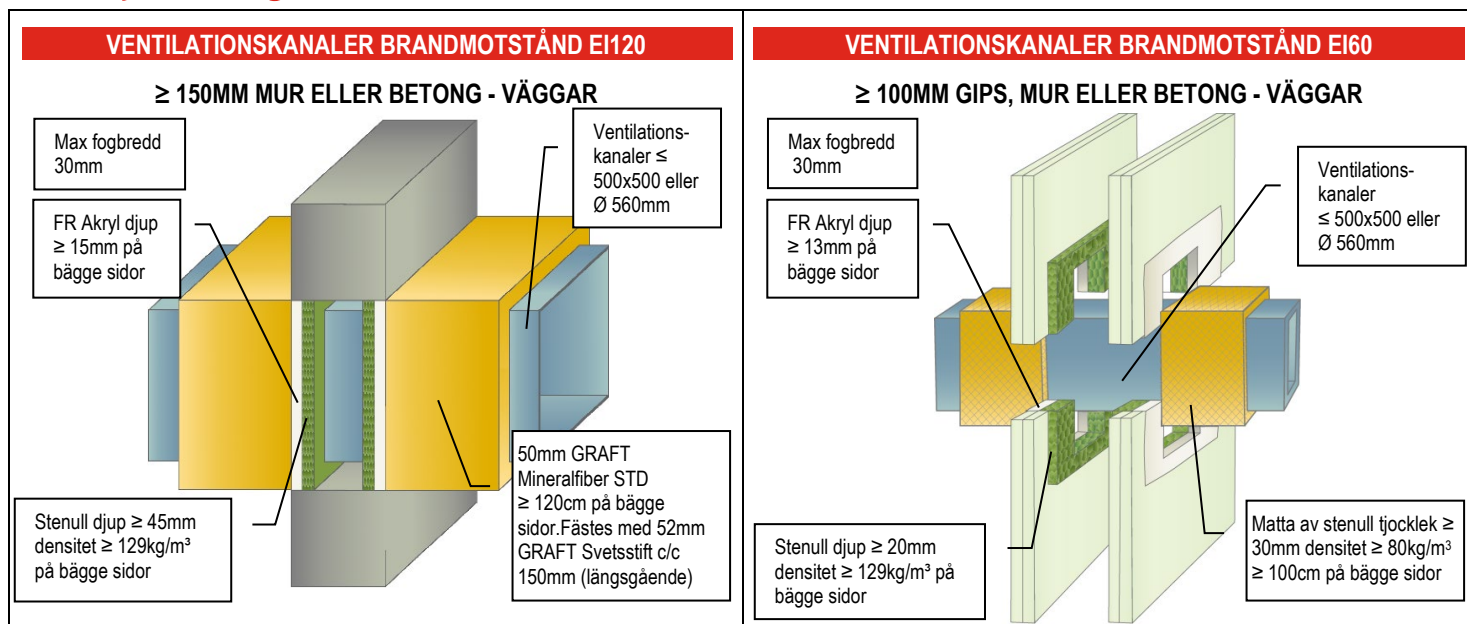 VENTILATIONSKANALER BRANDMOTSTÅND EI120
≥ 150MM MUR ELLER BETONG - VÄGGAR
Max fogbredd
30mm
Ventilations-
kanaler ≤
500x500 eller
Ø 560mm
FR Akryl djup
≥ 15mm på
bägge sidor
50mm GRAFT
Mineralfiber STD
≥ 120cm på bägge
sidor.Fästes med 52mm
GRAFT Svetsstift c/c
150mm (längsgående)
Stenull djup ≥ 45mm
densitet ≥ 129kg/m³
på bägge sidor
VENTILATIONSKANALER BRANDMOTSTÅND EI60
≥ 100MM GIPS, MUR ELLER BETONG - VÄGGAR
Max fogbredd
30mm
Ventilations-
kanaler
≤ 500x500 eller
Ø 560mm
FR Akryl djup
≥ 13mm på
bägge sidor
Stenull djup ≥ 20mm
densitet ≥ 129kg/m³ på
bägge sidor
Matta av stenull tjocklek ≥
30mm densitet ≥ 80kg/m³
≥ 100cm på bägge sidor